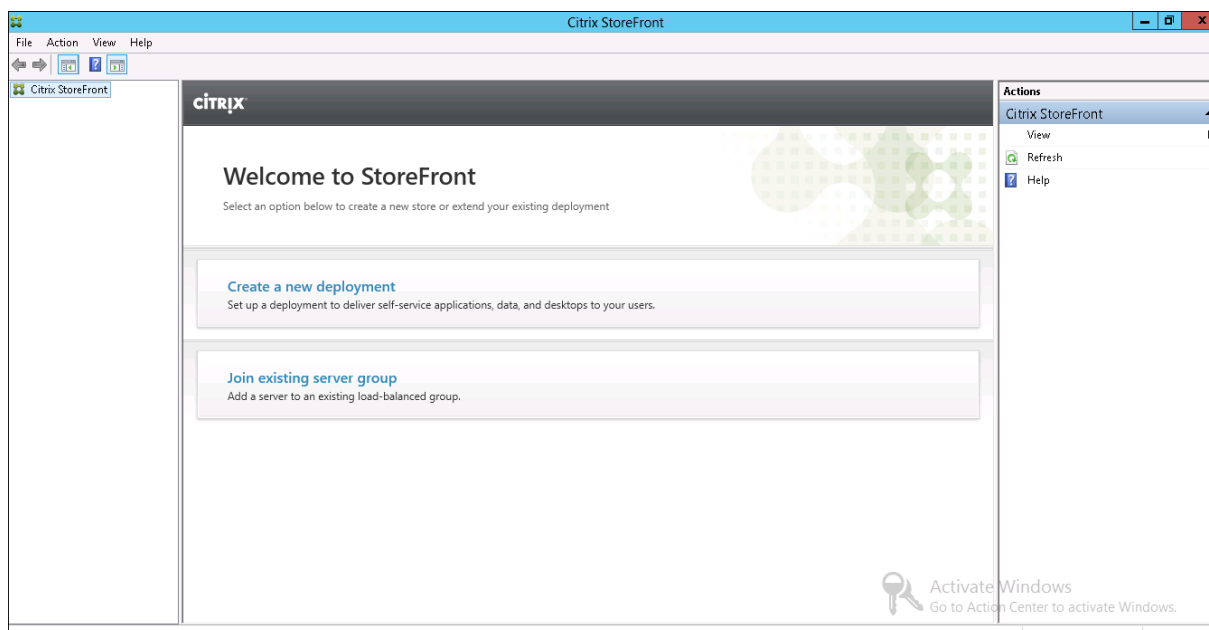 Citrix StoreFront
File Action View Help
Citrix StoreFront
CİTRIX
Welcome to StoreFront
Select an option below to create a new store or extend your existing deployment
Create a new deployment
Set up a deployment to deliver self-service applications, data, and desktops to your users.
Join existing server group
Add a server to an existing load-balanced group.
Actions
Citrix StoreFront
View
Refresh
Help
Activate Windows
Go to Action Center to activate Windows.